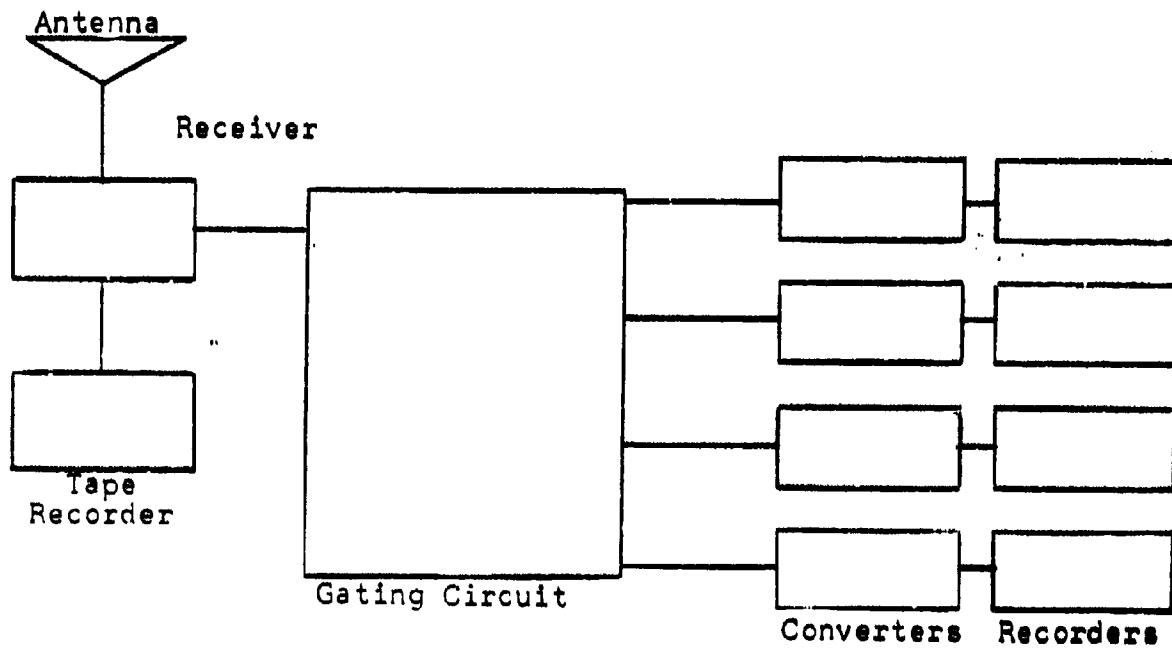 Antenna
Receiver
Tape
Recorder
Gating Circuit
Converters
Recorders